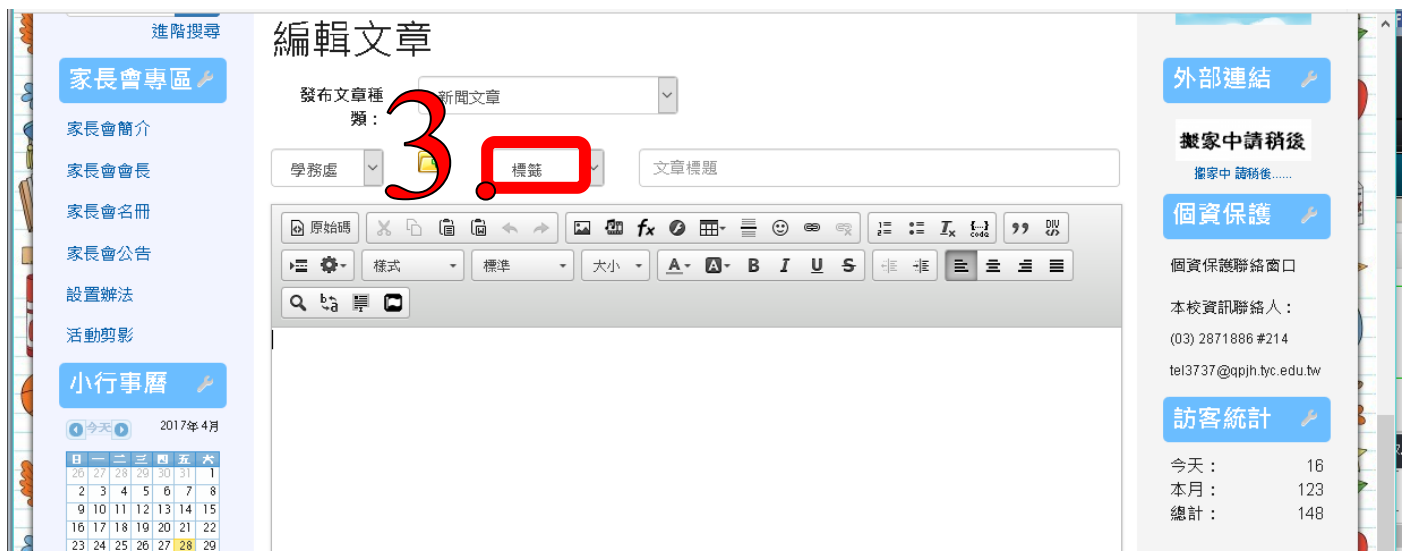 進階搜尋
家長會專區
家長會簡介
家長會會長
家長會名冊
家長會公告
設置辦法
活動剪影
小行事曆
今天
2017年 4月
日 一 二 三 四 五 六
26 27 28 29 30 31 1
2 3 4 5 6 7 8
9 10 11 12 13 14 15
16 17 18 19 20 21 22
23 24 25 26 27 28 29
編輯文章
發布文章種
類：
新聞文章
3.
學務處
標籤
文章標題
原始碼
樣式
標準
大小
外部連結
搬家中請稍後
搬家中 請稍後......
個資保護
個資保護聯絡窗口
本校資訊聯絡人：
(03) 2871886 #214
tel3737@qpjh.tyc.edu.tw
訪客統計
今天： 16
本月： 123
總計： 148